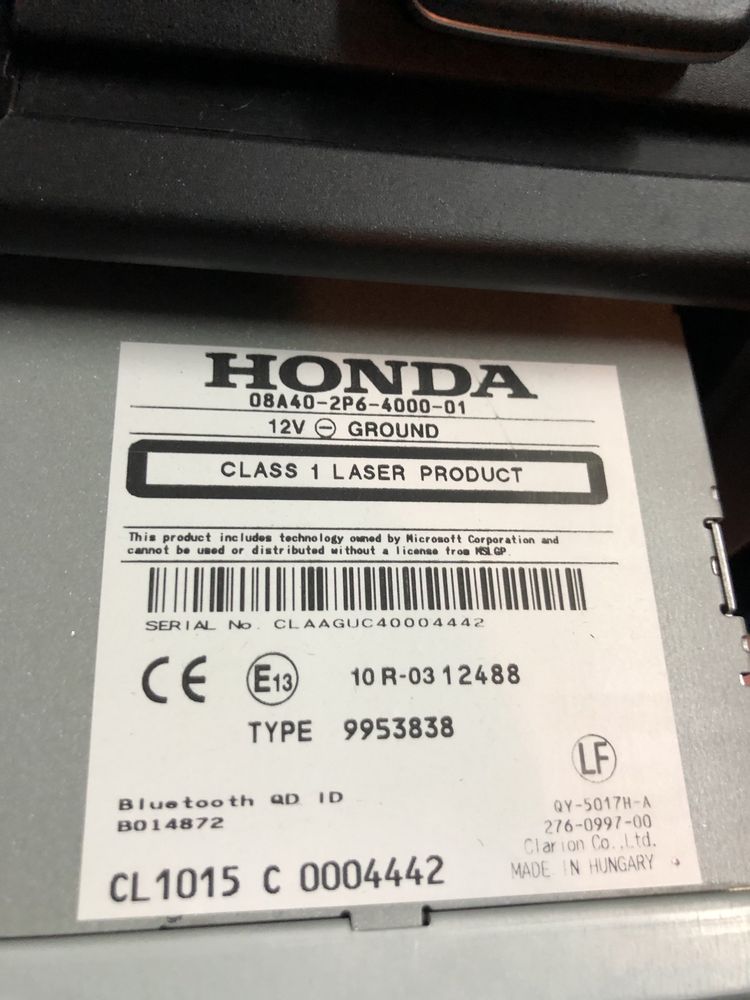 HONDA
08A40-2P6-4000-01
12V ⊖ GROUND
CLASS 1 LASER PRODUCT
This product includes technology owned by Microsoft Corporation and
cannot be used or distributed without a license from MSLGP.
SERIAL No. CLAAGUC40004442
CE E13 10 R-03 12488
TYPE 9953838
LF
Bluetooth QD ID
B014872
QY-5017H-A
276-0997-00
Clarion Co.,Ltd.
MADE IN HUNGARY
CL1015 C 0004442